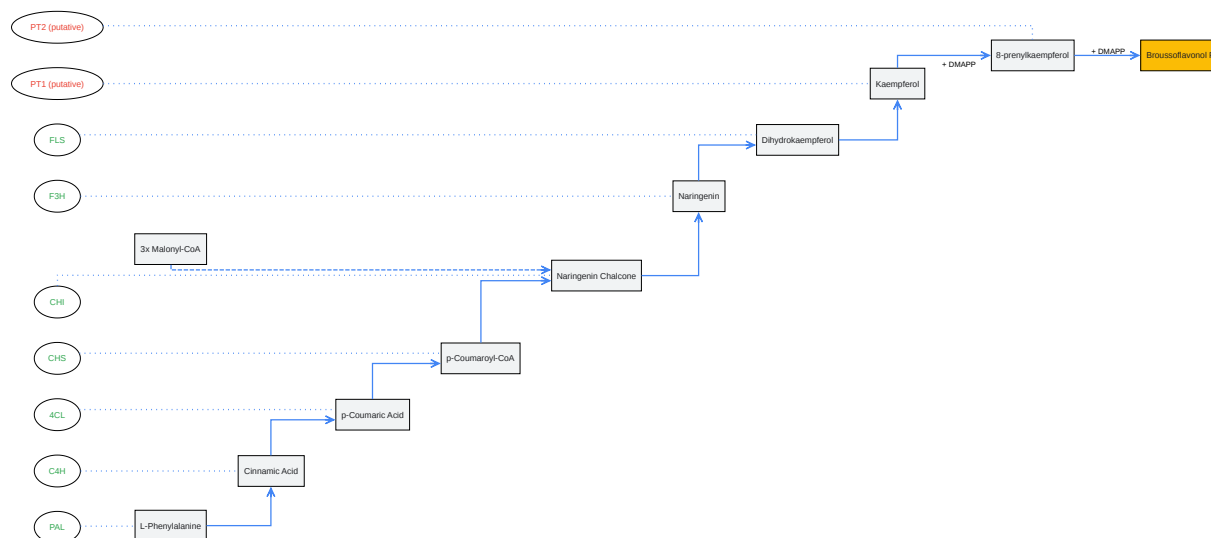 PT2 (putative)
8-prenylkaempferol
+ DMAPP
Broussoflavonol
+ DMAPP
PT1 (putative)
Kaempferol
FLS
Dihydrokaempferol
F3H
Naringenin
3x Malonyl-CoA
Naringenin Chalcone
CHI
CHS
p-Coumaroyl-CoA
4CL
p-Coumaric Acid
C4H
Cinnamic Acid
PAL
L-Phenylalanine